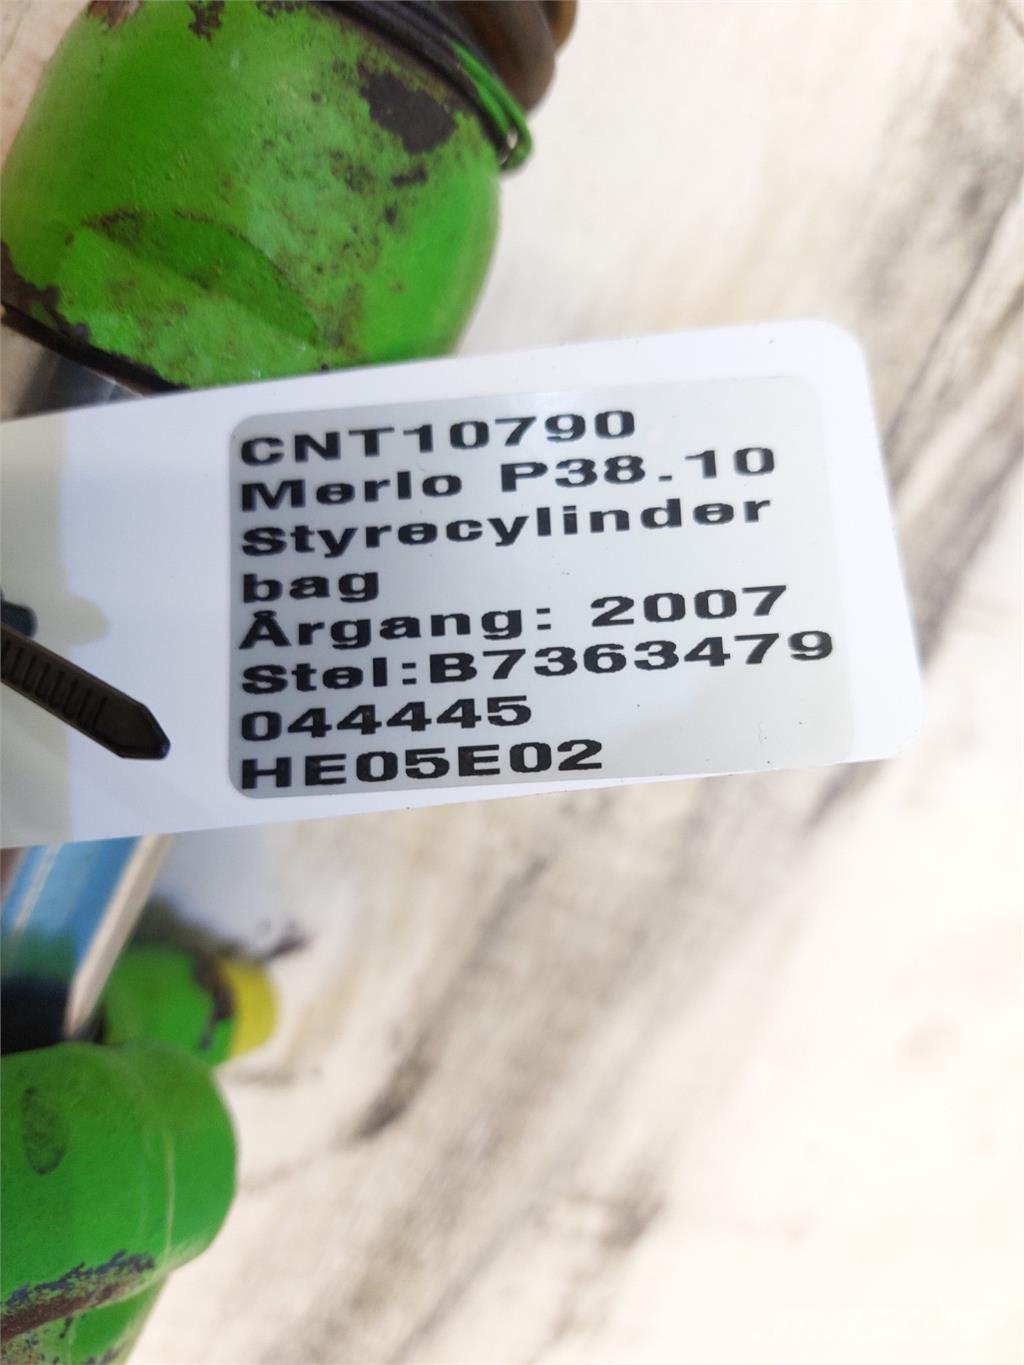 CNT10790
Merlo P38.10
Styrecylinder
bag
Årgang: 2007
Stel:B7363479
044445
HE05E02